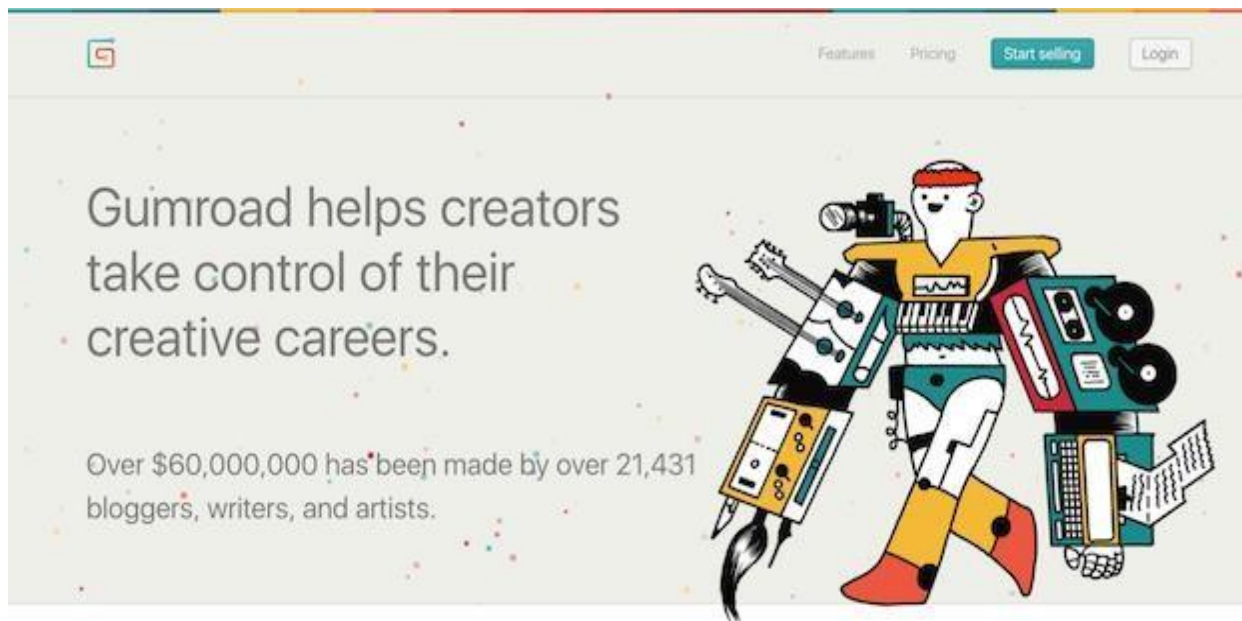 Features Pricing Start selling Login
Gumroad helps creators
take control of their
creative careers.
Over $60,000,000 has been made by over 21,431
bloggers, writers, and artists.